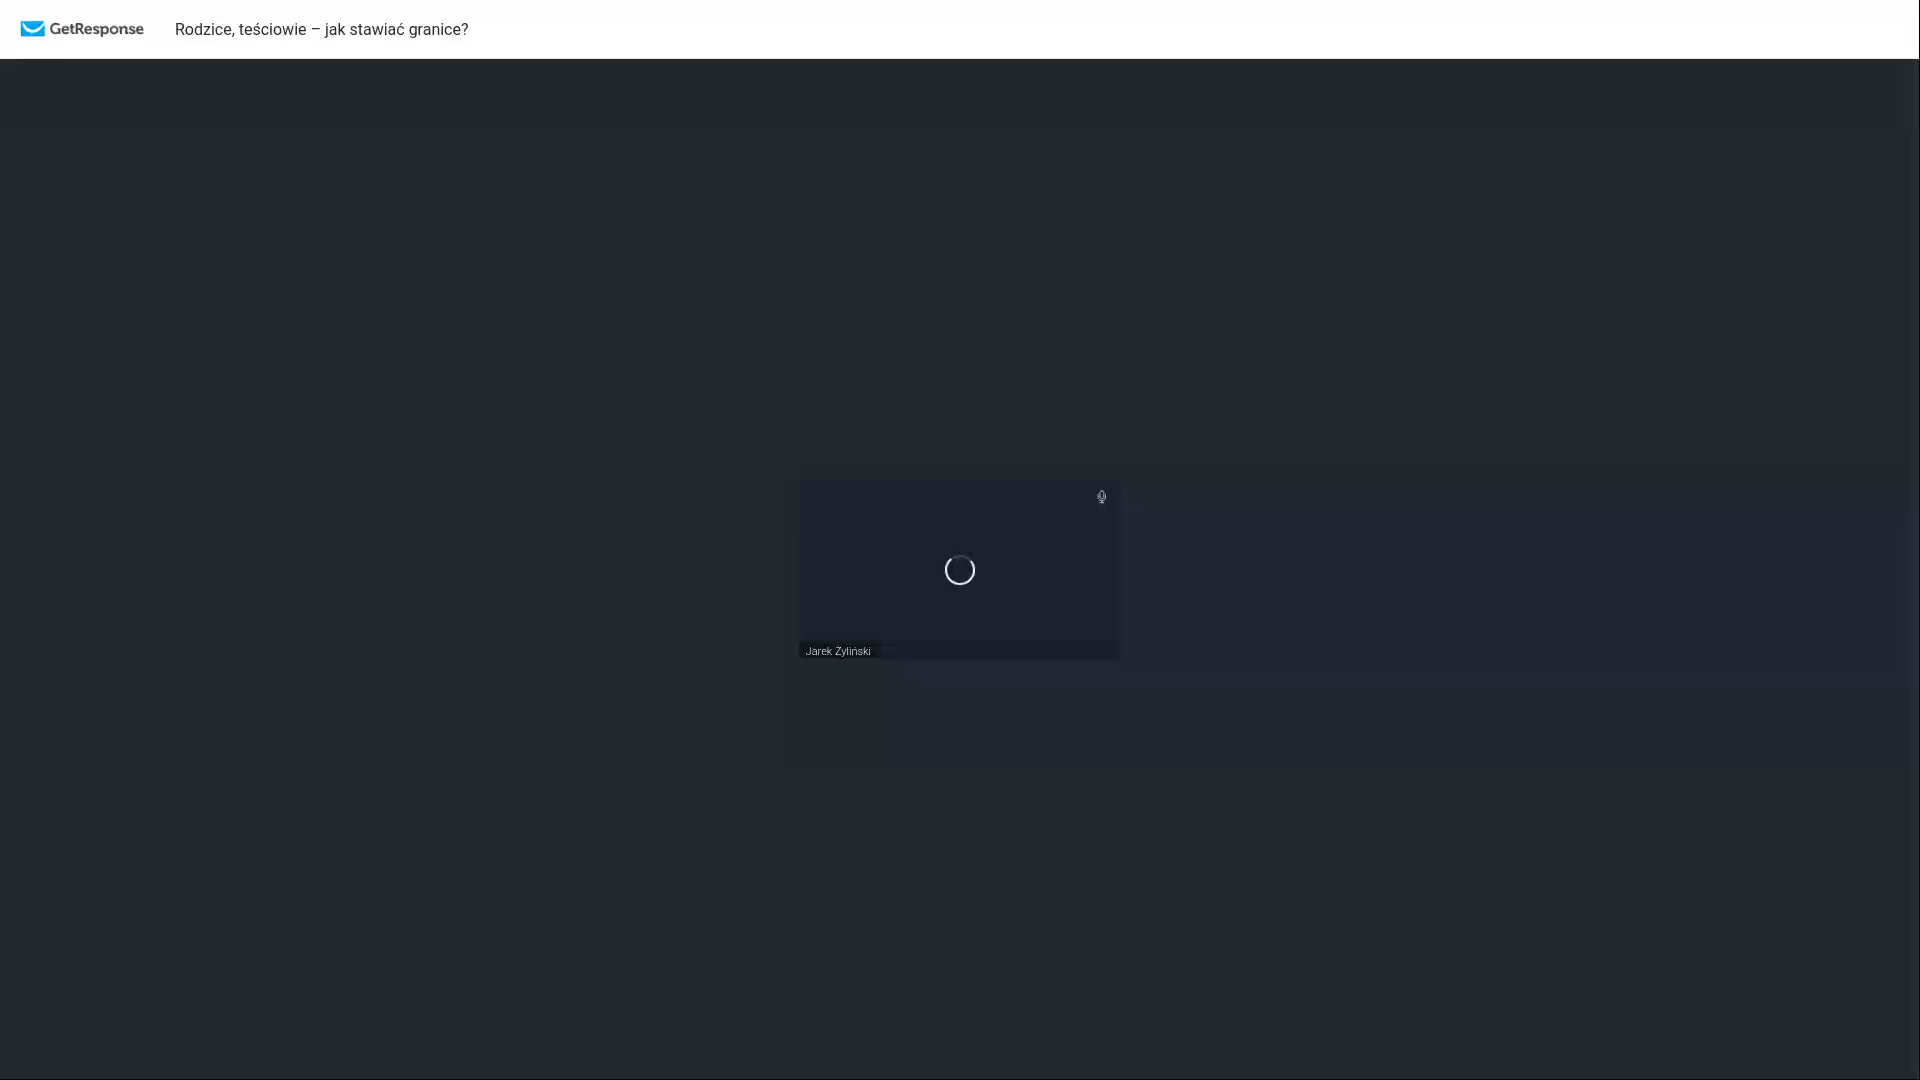 GetResponse
Rodzice, teściowie – jak stawiać granice?
Jarek Żyliński